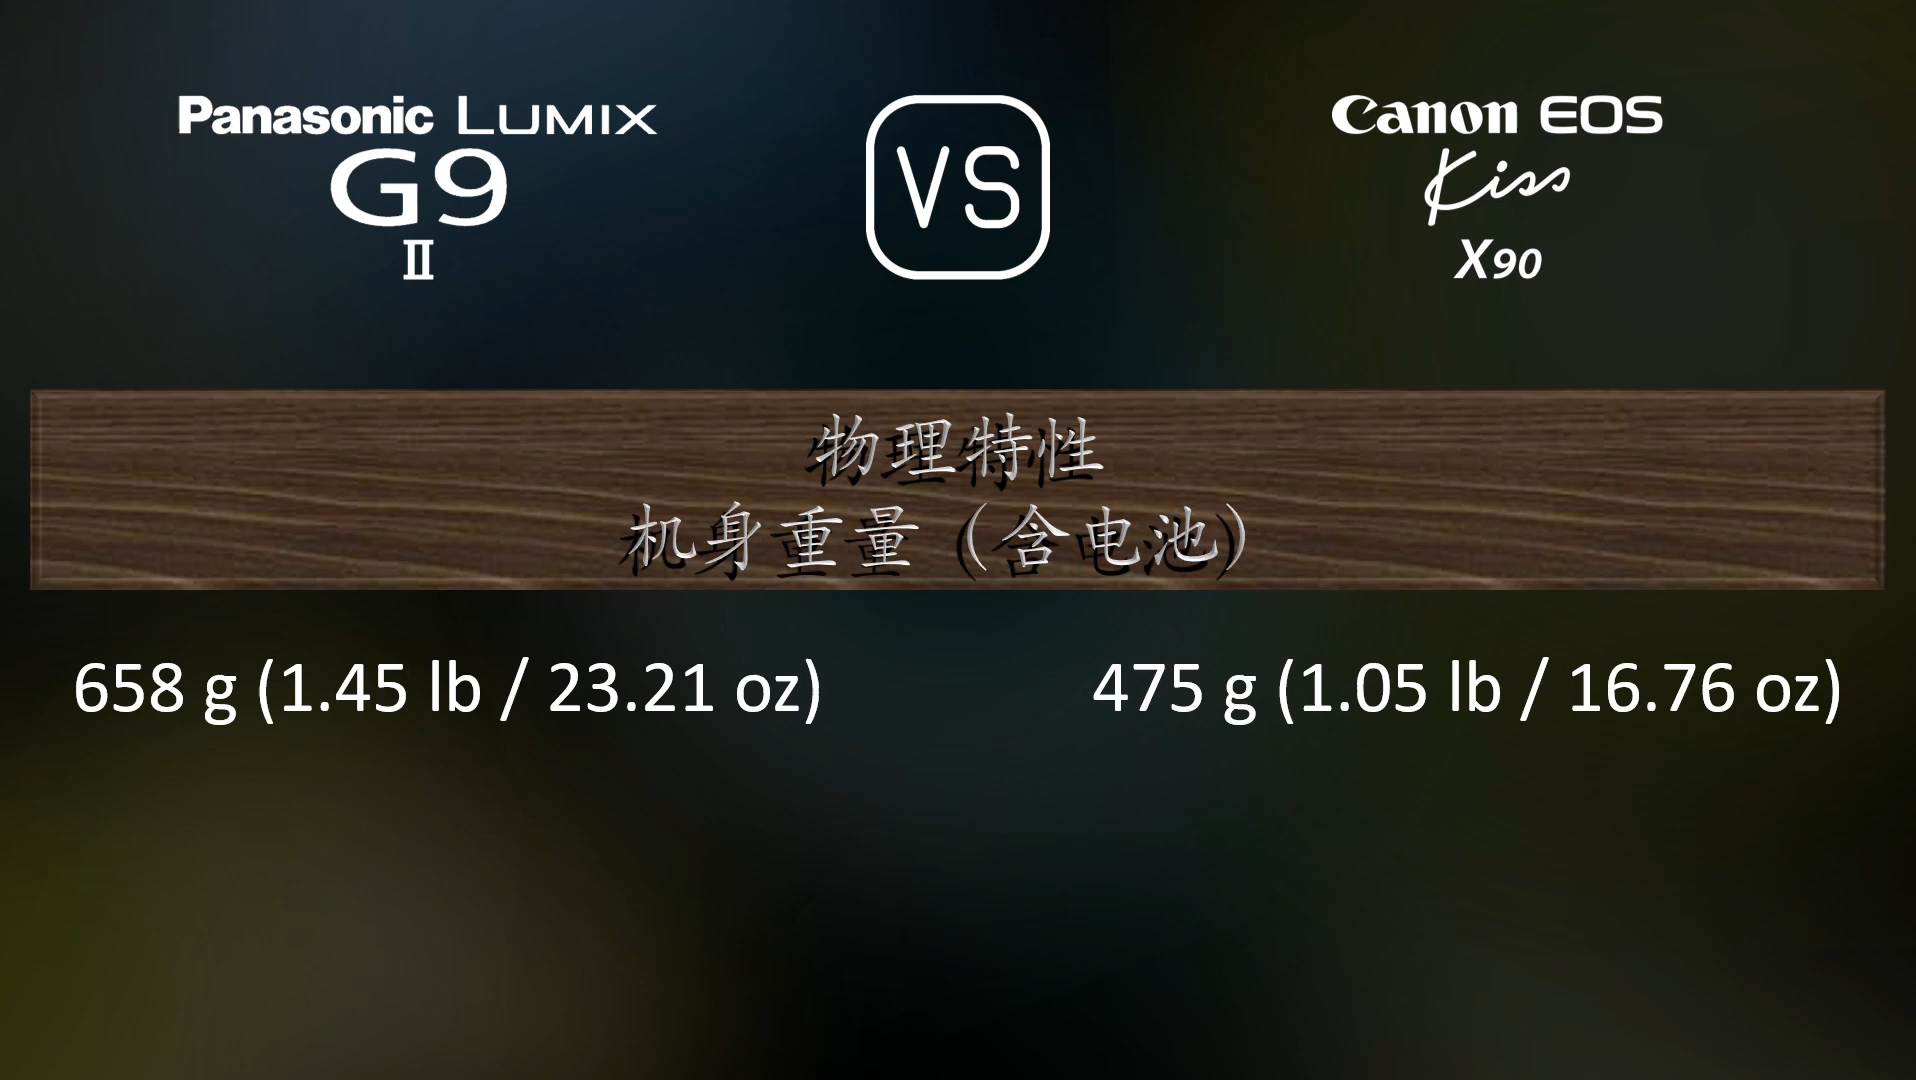 Panasonic LUMIX
G9
II
VS
Canon EOS
Kiss
X90
物理特性
机身重量（含电池）
658 g (1.45 lb / 23.21 oz)
475 g (1.05 lb / 16.76 oz)